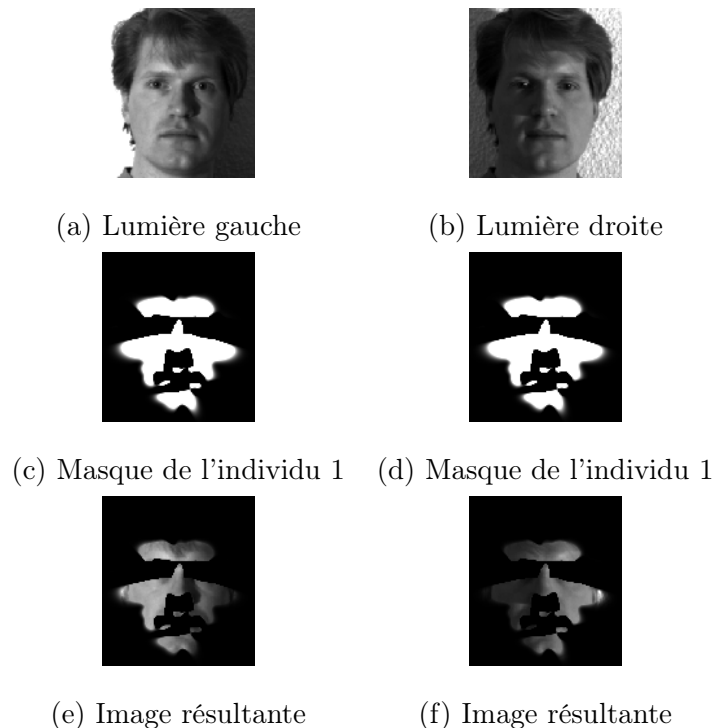 (a) Lumière gauche
(b) Lumière droite
(c) Masque de l'individu 1
(d) Masque de l'individu 1
(e) Image résultante
(f) Image résultante